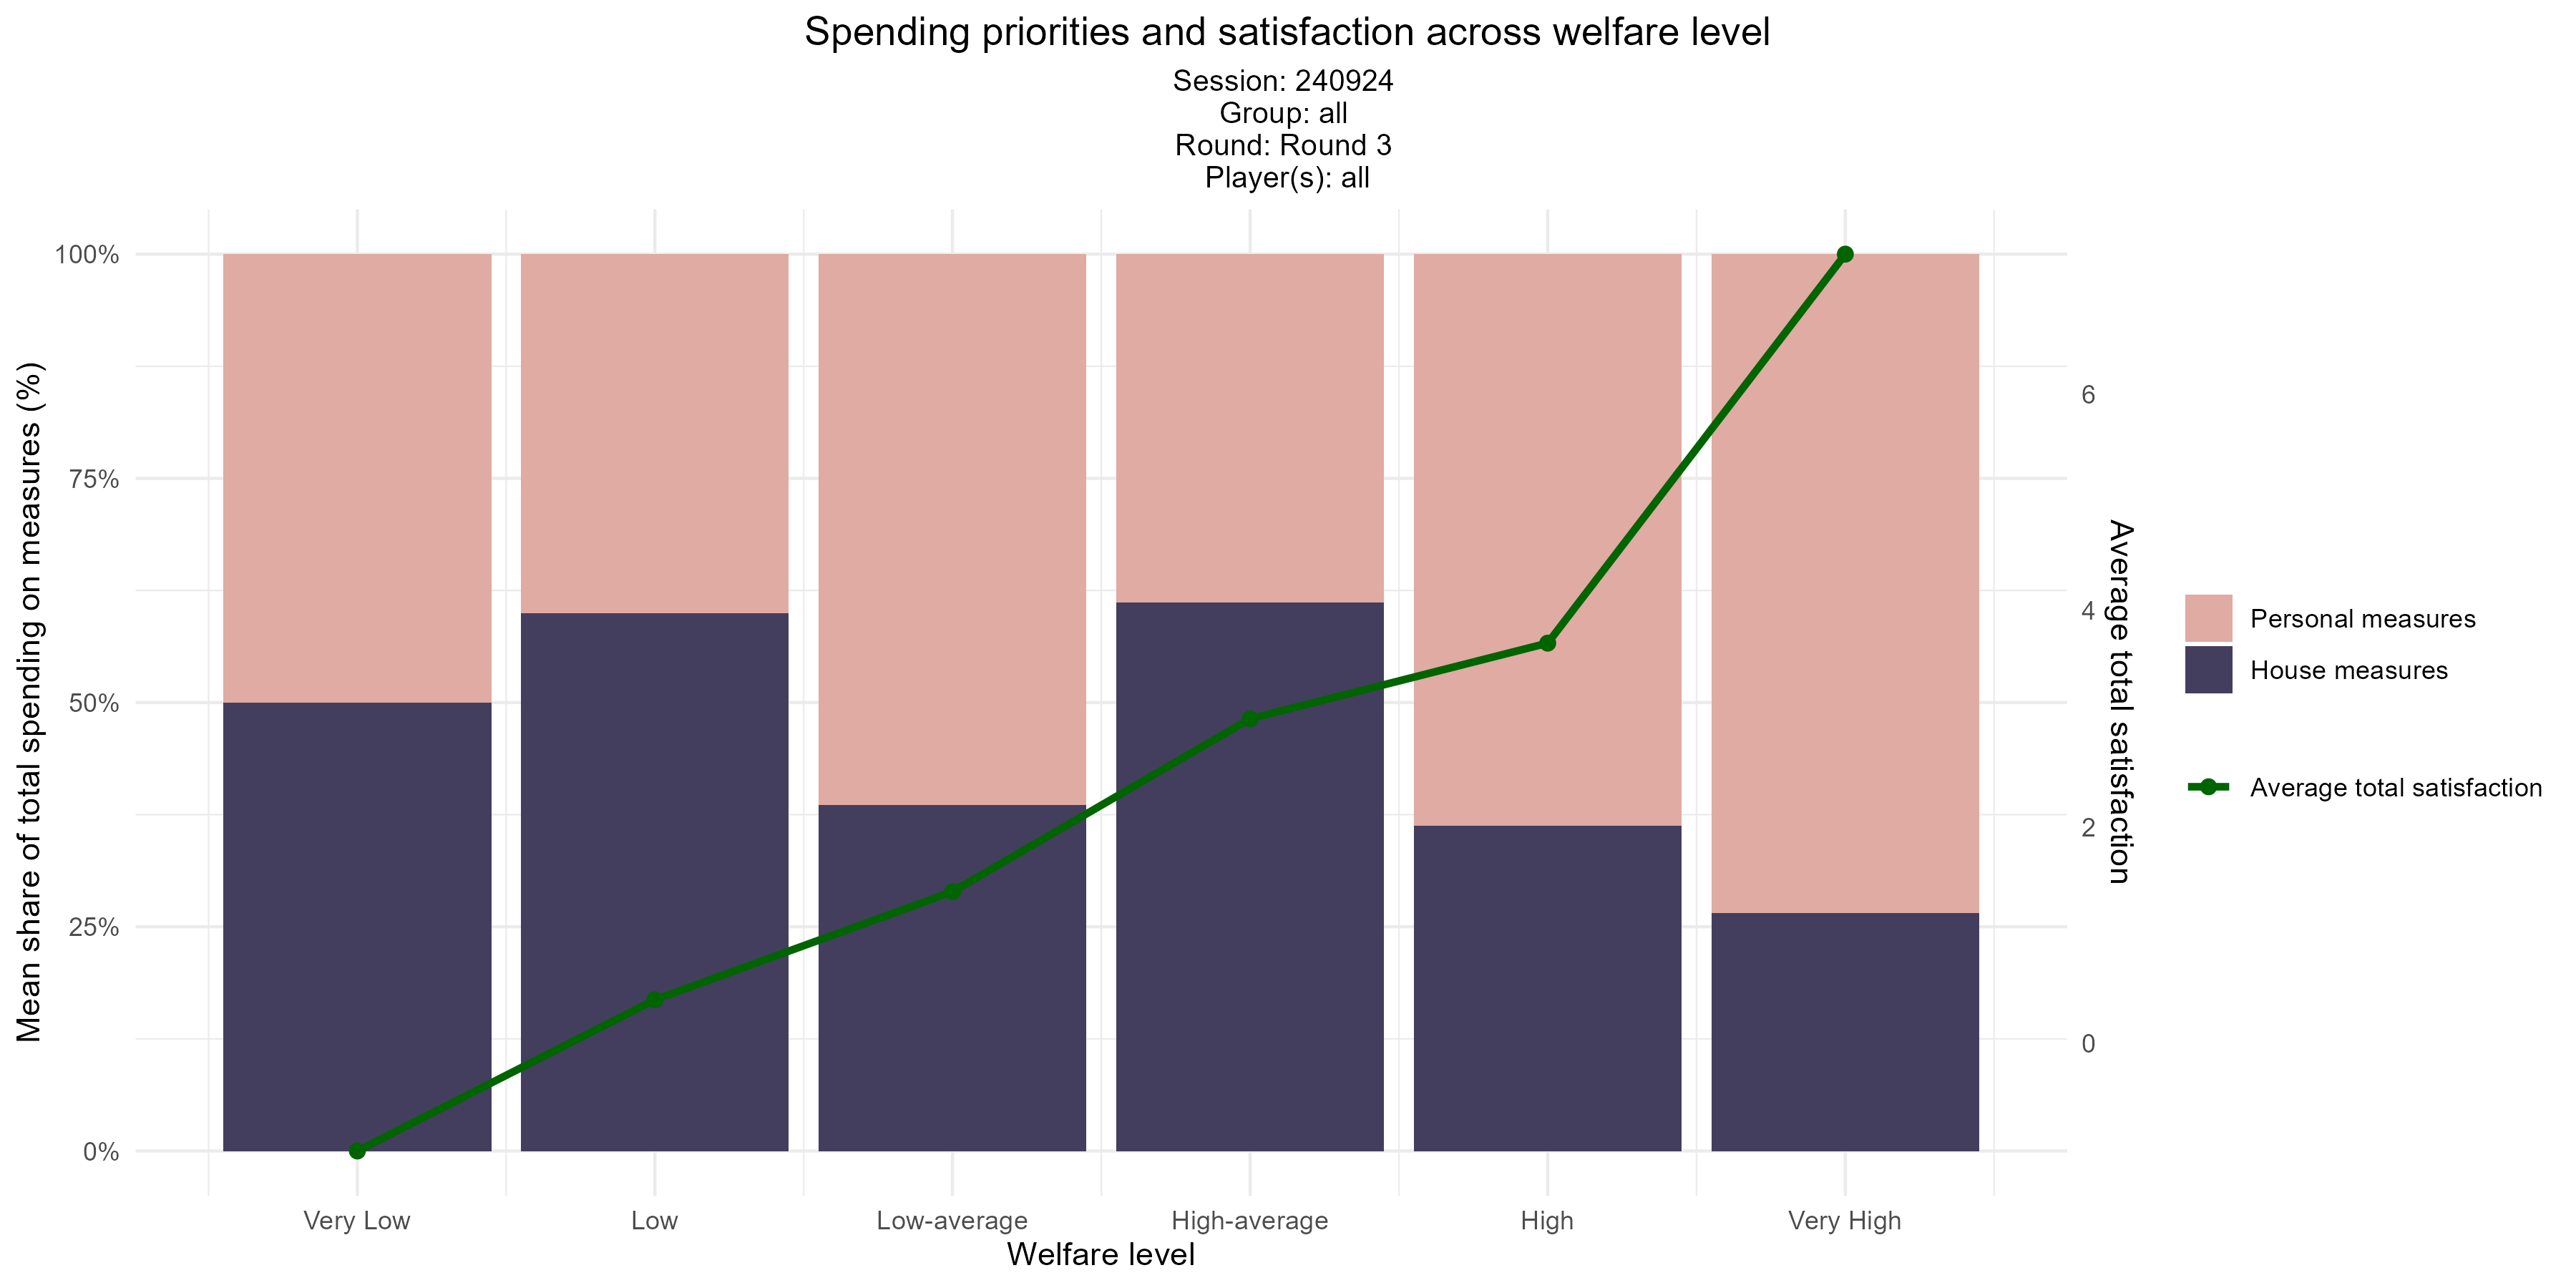 Spending priorities and satisfaction across welfare level
Session: 240924
Group: all
Round: Round 3
Player(s): all
Mean share of total spending on measures (%)
100%
75%
50%
25%
0%
6
4
2
0
Average total satisfaction
Personal measures
House measures
Average total satisfaction
Very Low
Low
Low-average
High-average
High
Very High
Welfare level